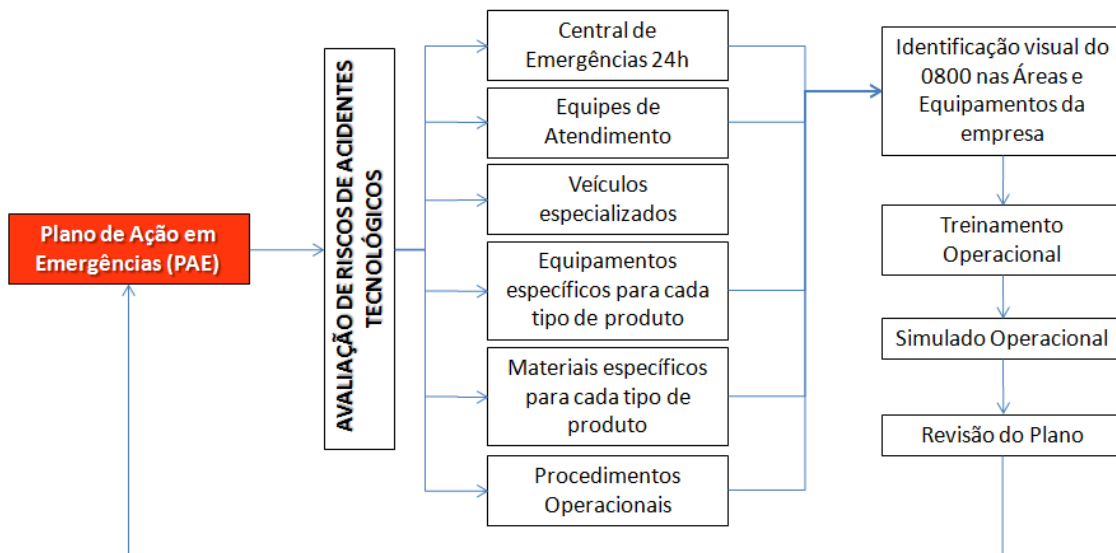 Plano de Ação em
Emergências (PAE)
AVALIAÇÃO DE RISCOS DE ACIDENTES
TECNOLÓGICOS
Central de
Emergências 24h
Equipes de
Atendimento
Veículos
especializados
Equipamentos
específicos para cada
tipo de produto
Materiais específicos
para cada tipo de
produto
Procedimentos
Operacionais
Identificação visual do
0800 nas Áreas e
Equipamentos da
empresa
Treinamento
Operacional
Simulado Operacional
Revisão do Plano